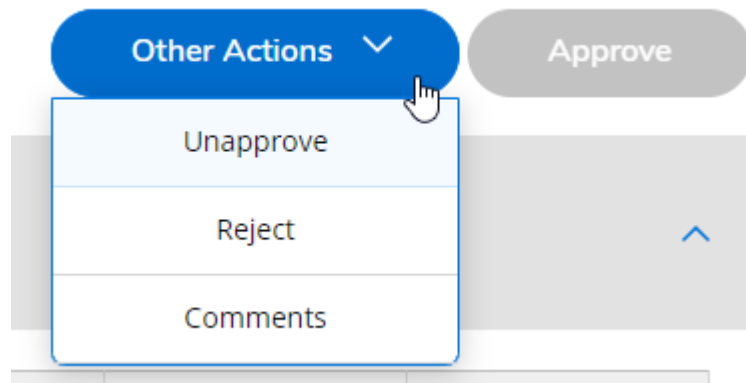 Other Actions
Approve
Unapprove
Reject
Comments